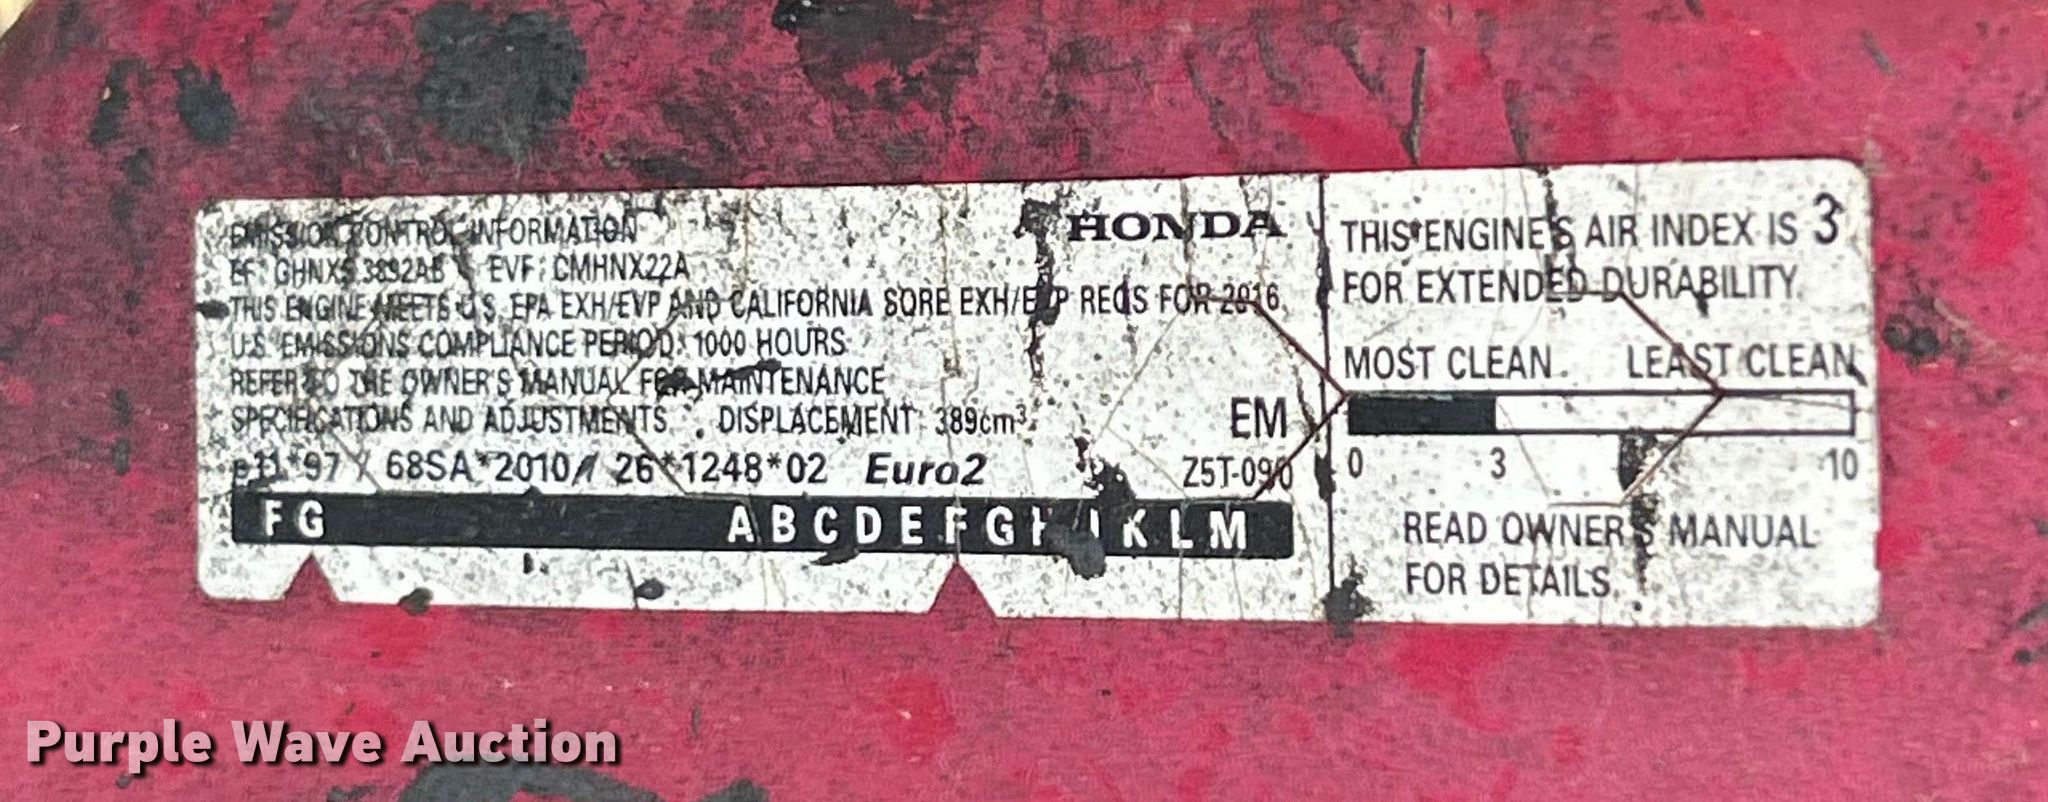 EMISSION CONTROL INFORMATION
HONDA
EF : GHNXS.3892AB EVF : CMHNX22A
THIS ENGINE MEETS U.S. EPA EXH/EVP AND CALIFORNIA SORE EXH/EVP REGS FOR 2016.
U.S. EMISSIONS COMPLIANCE PERIOD: 1000 HOURS
REFER TO THE OWNER'S MANUAL FOR MAINTENANCE
SPECIFICATIONS AND ADJUSTMENTS. DISPLACEMENT: 389cm³.
EM
e11*97 / 68SA*2010/ 26*1248*02 Euro2
Z5T-090
F G A B C D E F G H J K L M
THIS ENGINE'S AIR INDEX IS 3
FOR EXTENDED DURABILITY.
MOST CLEAN. LEAST CLEAN
0 3 10
READ OWNER'S MANUAL
FOR DETAILS.
Purple Wave Auction